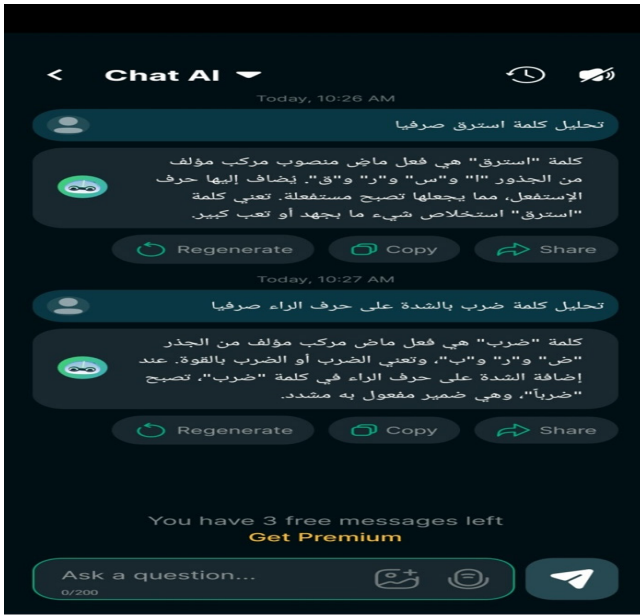 Chat AI
Today, 10:26 AM
تحليل كلمة استرق صرفيا
كلمة "استرق" هي فعل ماضٍ منصوب مركب مؤلف
من الجذور "ا" و"س" و"ر" و"ق". يُضاف إليها حرف
الإستفعل، مما يجعلها تصبح مستفعلة. تعني كلمة
"استرق" استخلاص شيء ما بجهد أو تعب كبير.
Regenerate Copy Share
Today, 10:27 AM
تحليل كلمة ضرب بالشدة على حرف الراء صرفيا
كلمة "ضرب" هي فعل ماض مركب مؤلف من الجذر
"ض" و"ر" و"ب"، وتعني الضرب أو الضرب بالقوة. عند
إضافة الشدة على حرف الراء في كلمة "ضرب"، تصبح
"ضرباً"، وهي ضمير مفعول به مشدد.
Regenerate Copy Share
You have 3 free messages left
Get Premium
Ask a question...
0/200